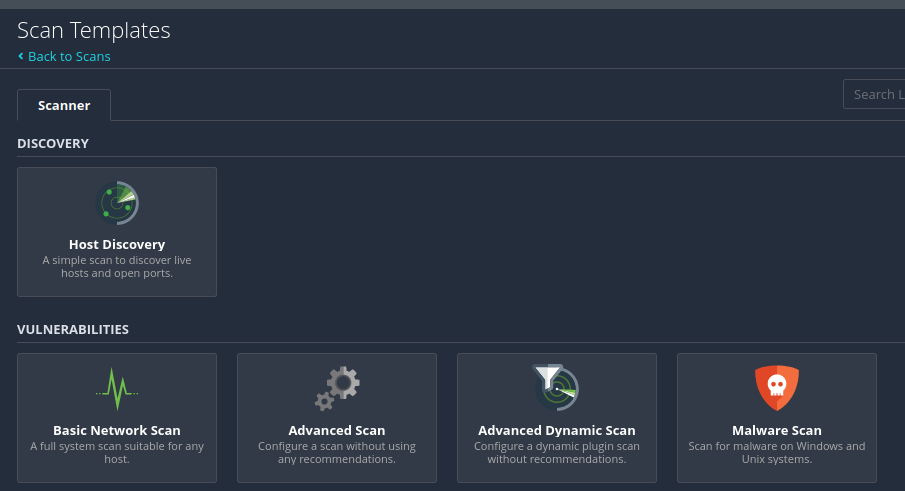 Scan Templates
Back to Scans
Scanner
Search L
DISCOVERY
Host Discovery
A simple scan to discover live
hosts and open ports.
VULNERABILITIES
Basic Network Scan
A full system scan suitable for any
host.
Advanced Scan
Configure a scan without using
any recommendations.
Advanced Dynamic Scan
Configure a dynamic plugin scan
without recommendations.
Malware Scan
Scan for malware on Windows and
Unix systems.